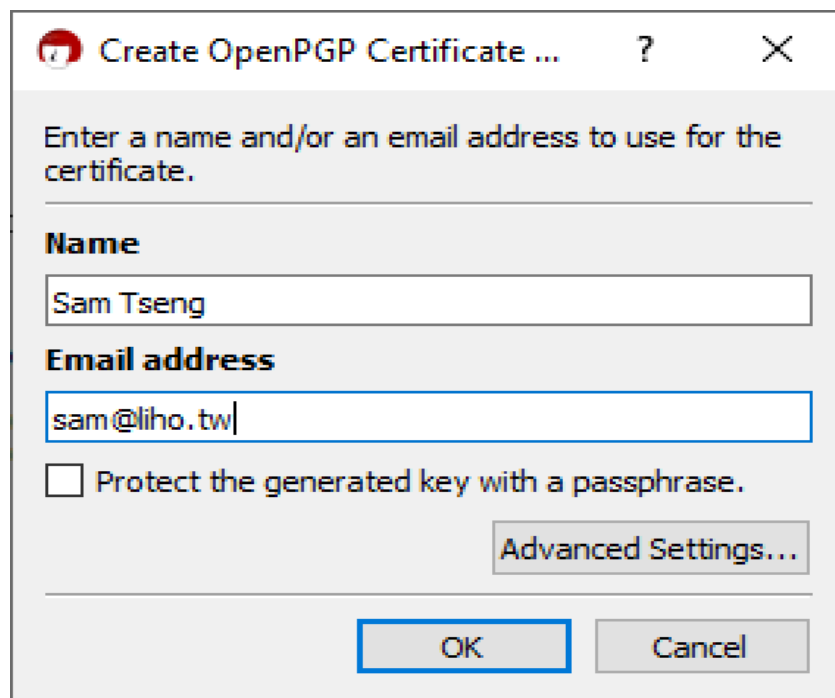 Create OpenPGP Certificate ... ?
Enter a name and/or an email address to use for the
certificate.
Name
Sam Tseng
Email address
sam@liho.tw
Protect the generated key with a passphrase.
Advanced Settings...
OK Cancel